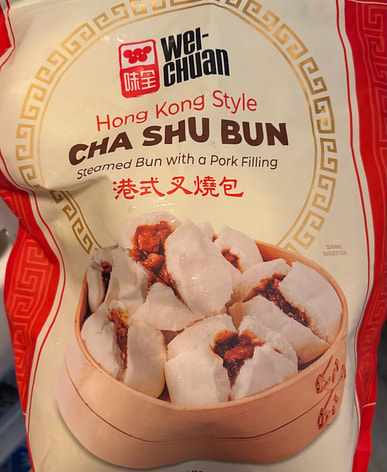 味全
Wei-
Chuan
Hong Kong Style
CHA SHU BUN
Steamed Bun with a Pork Filling
港式叉燒包
SERVING
SUGGESTION